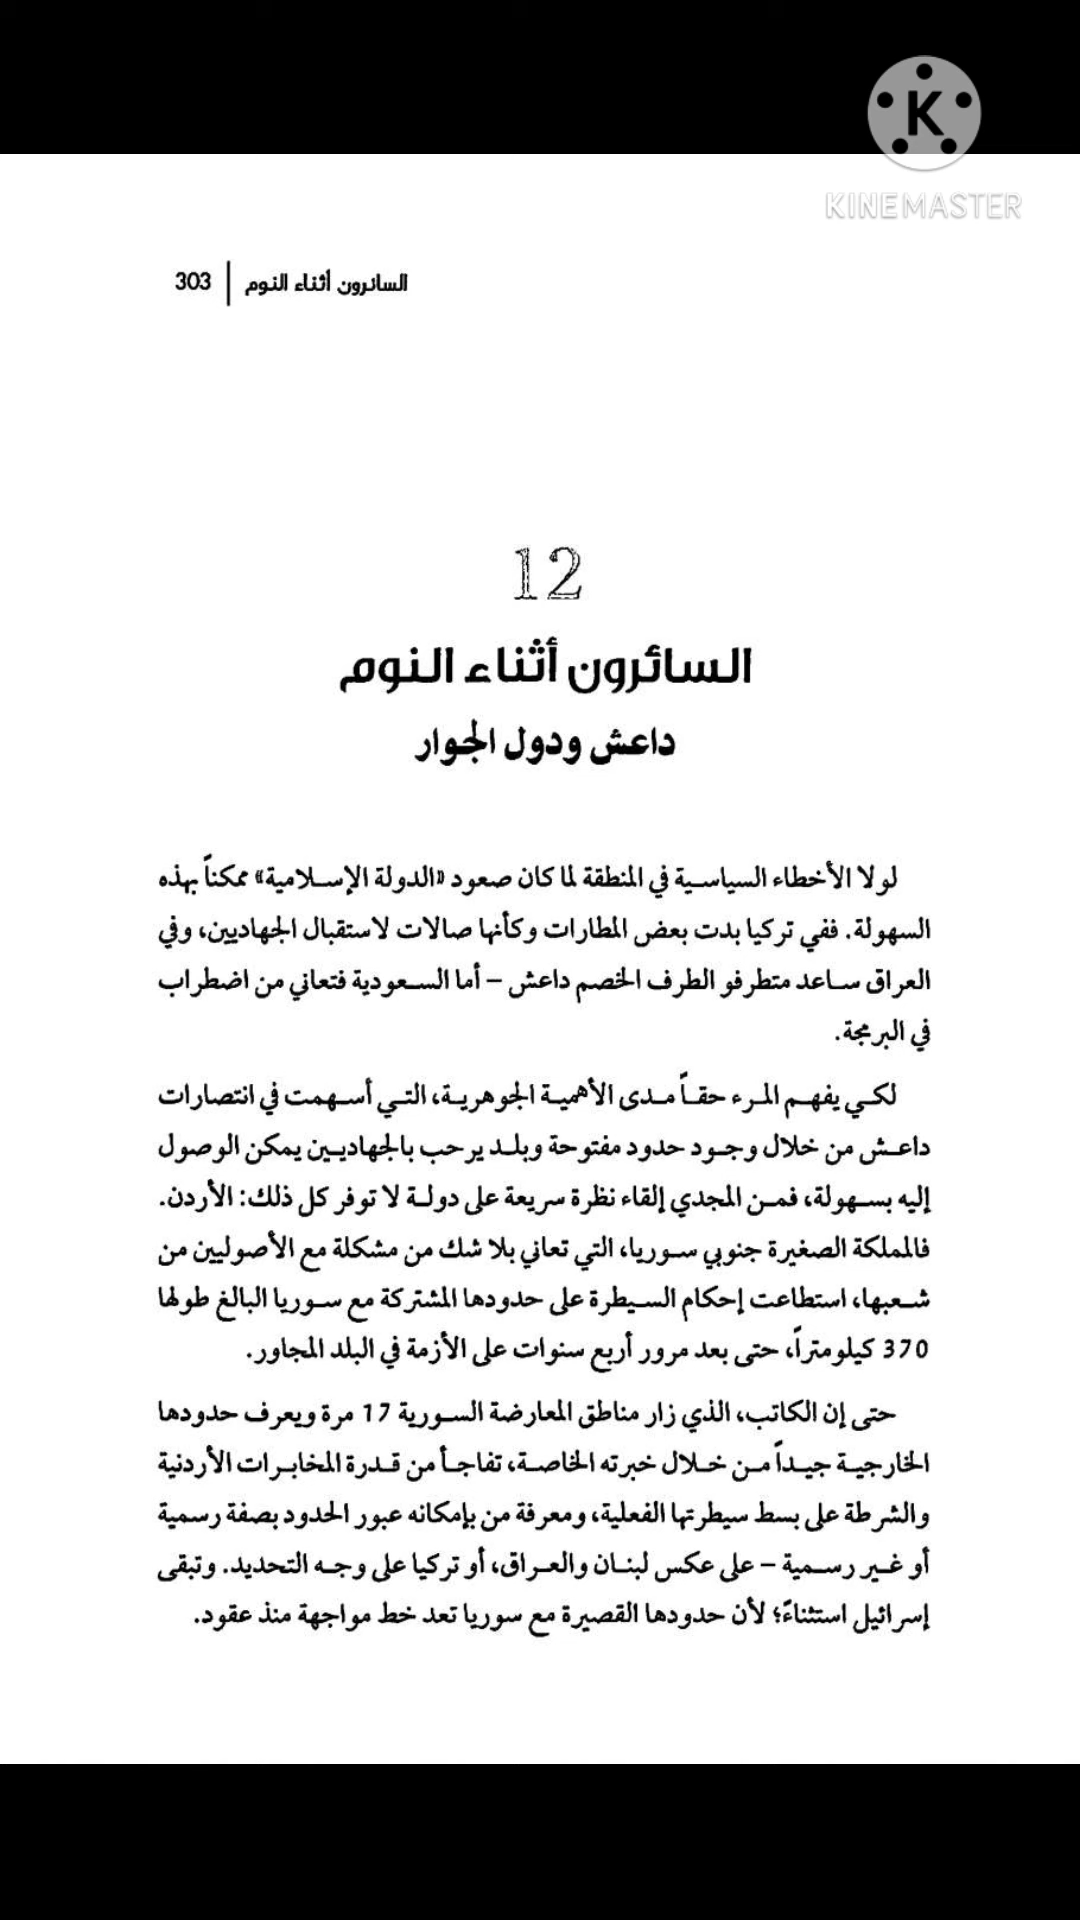 K
KINEMASTER
السائرون أثناء النوم | 303
12
السائرون أثناء النوم
داعش ودول الجوار
لولا الأخطاء السياسية في المنطقة لما كان صعود «الدولة الإسلامية» ممكناً بهذه
السهولة. ففي تركيا بدت بعض المطارات وكأنها صالات لاستقبال الجهاديين، وفي
العراق ساعد متطرفو الطرف الخصم داعش – أما السعودية فتعاني من اضطراب
في البرمجة.
لكي يفهم المرء حقاً مدى الأهمية الجوهرية، التي أسهمت في انتصارات
داعش من خلال وجود حدود مفتوحة وبلد يرحب بالجهاديين يمكن الوصول
إليه بسهولة، فمن المجدي إلقاء نظرة سريعة على دولة لا توفر كل ذلك: الأردن.
فالمملكة الصغيرة جنوبي سوريا، التي تعاني بلا شك من مشكلة مع الأصوليين من
شعبها، استطاعت إحكام السيطرة على حدودها المشتركة مع سوريا البالغ طولها
370 كيلومتراً، حتى بعد مرور أربع سنوات على الأزمة في البلد المجاور.
حتى إن الكاتب، الذي زار مناطق المعارضة السورية 17 مرة ويعرف حدودها
الخارجية جيداً من خلال خبرته الخاصة، تفاجأ من قدرة المخابرات الأردنية
والشرطة على بسط سيطرتها الفعلية، ومعرفة من بإمكانه عبور الحدود بصفة رسمية
أو غير رسمية – على عكس لبنان والعراق، أو تركيا على وجه التحديد. وتبقى
إسرائيل استثناءً؛ لأن حدودها القصيرة مع سوريا تعد خط مواجهة منذ عقود.